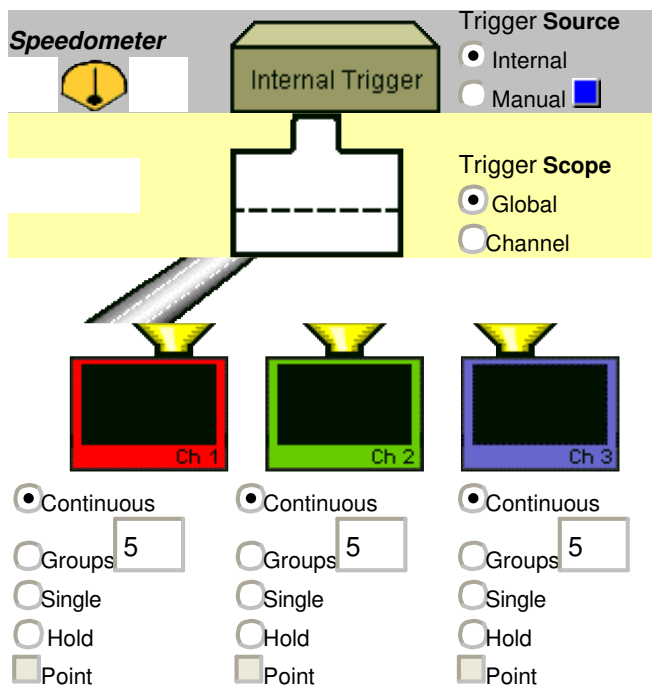 Trigger Source
Speedometer
Internal Trigger
Internal
Manual
Trigger Scope
Global
Channel
Ch 1
Ch 2
Ch 3
Continuous
Continuous
Continuous
Groups 5
Groups 5
Groups 5
Single
Single
Single
Hold
Hold
Hold
Point
Point
Point